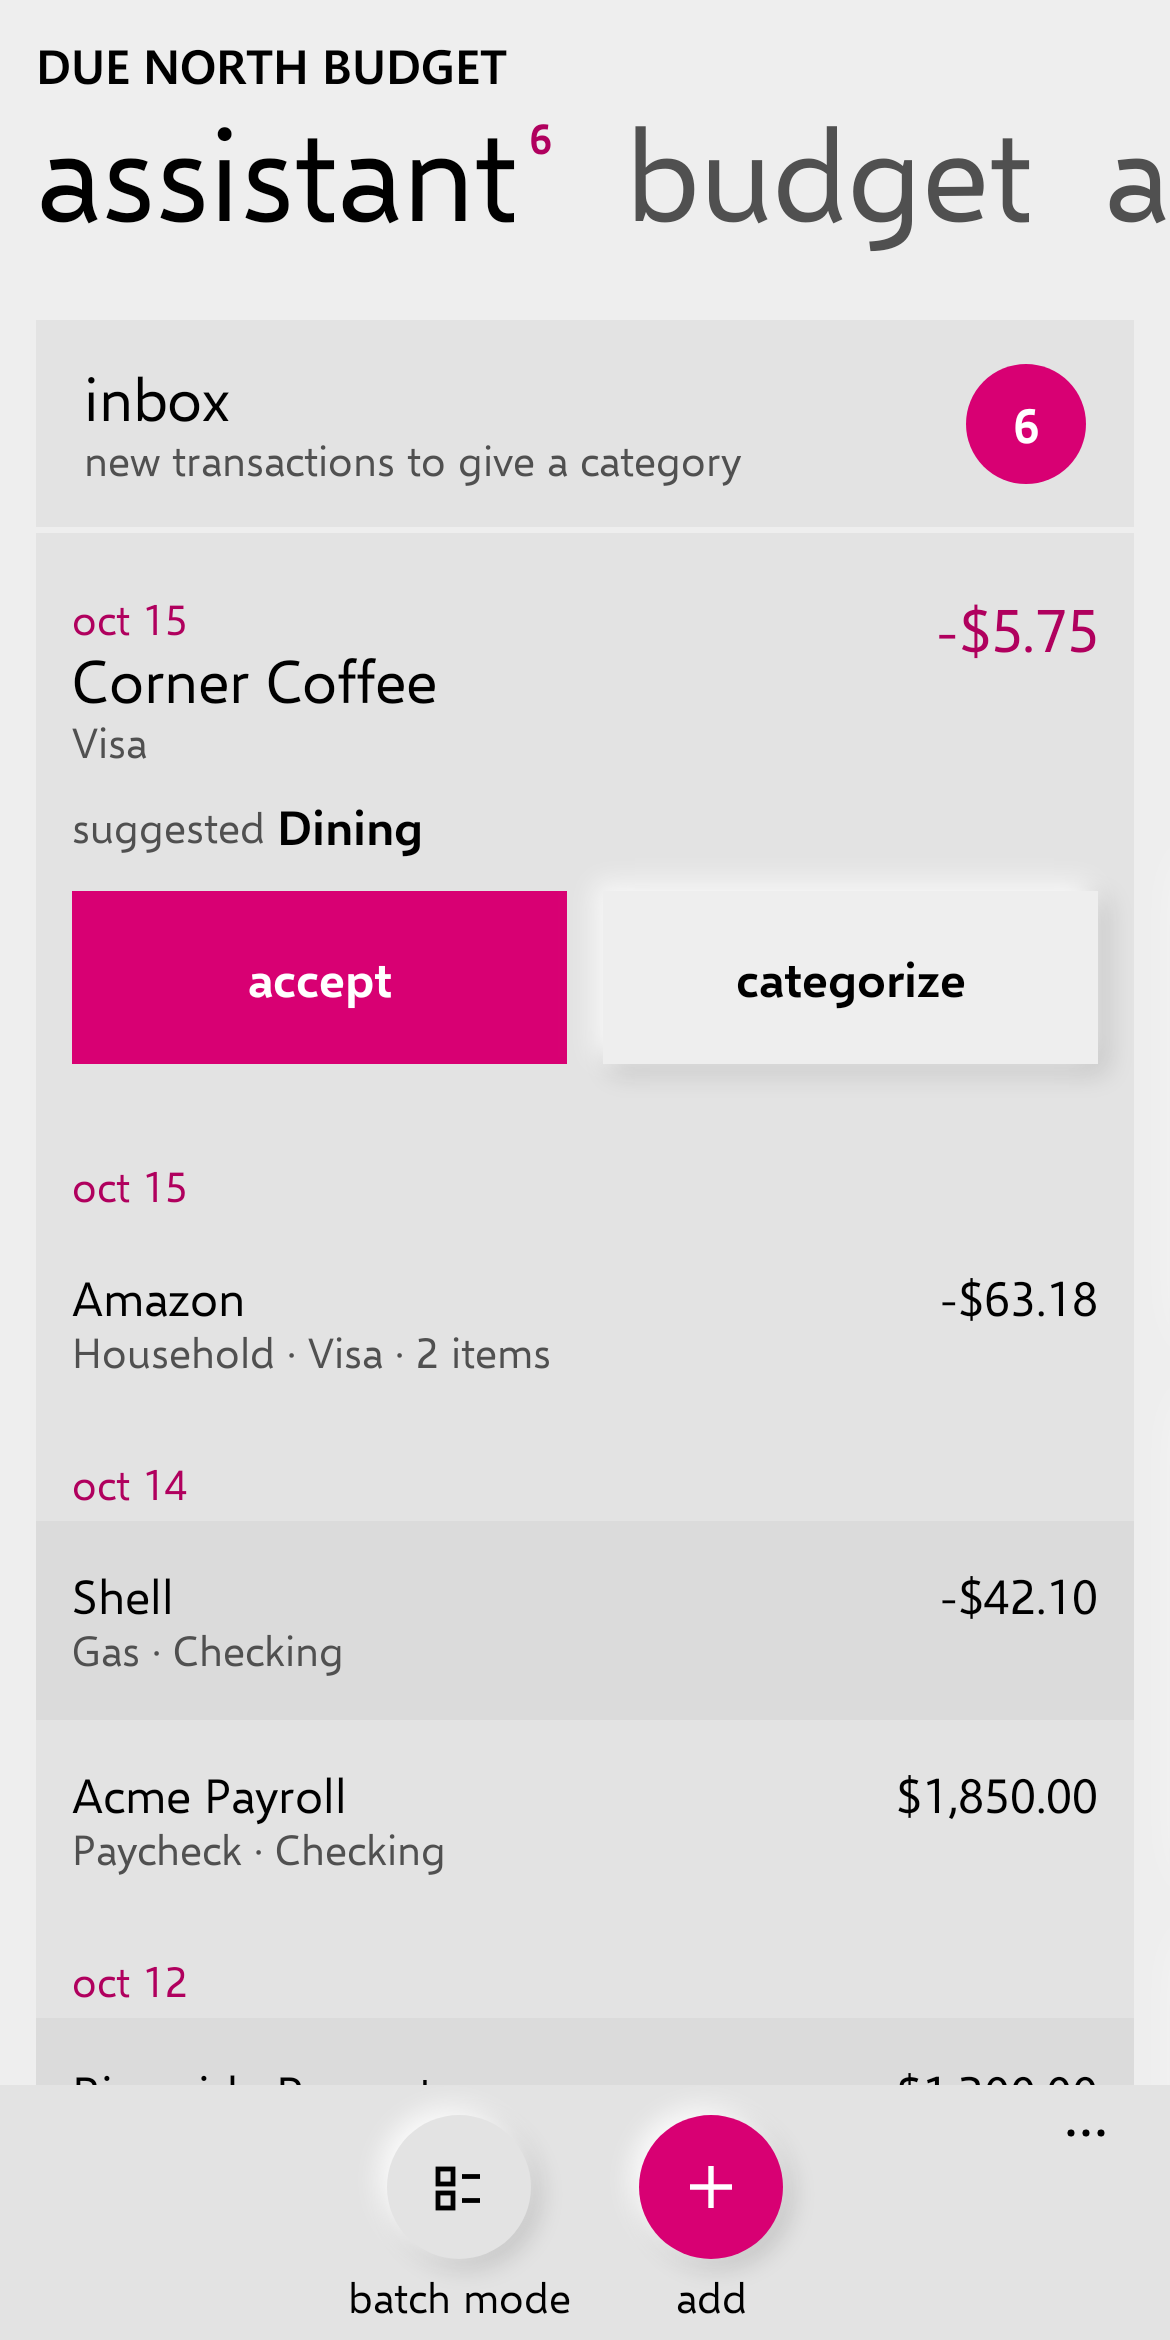 DUE NORTH BUDGET
assistant 6 budget a
inbox
new transactions to give a category
6
oct 15
-$5.75
Corner Coffee
Visa
suggested Dining
accept
categorize
oct 15
Amazon
-$63.18
Household · Visa · 2 items
oct 14
Shell
-$42.10
Gas · Checking
Acme Payroll
$1,850.00
Paycheck · Checking
oct 12
...
batch mode
add